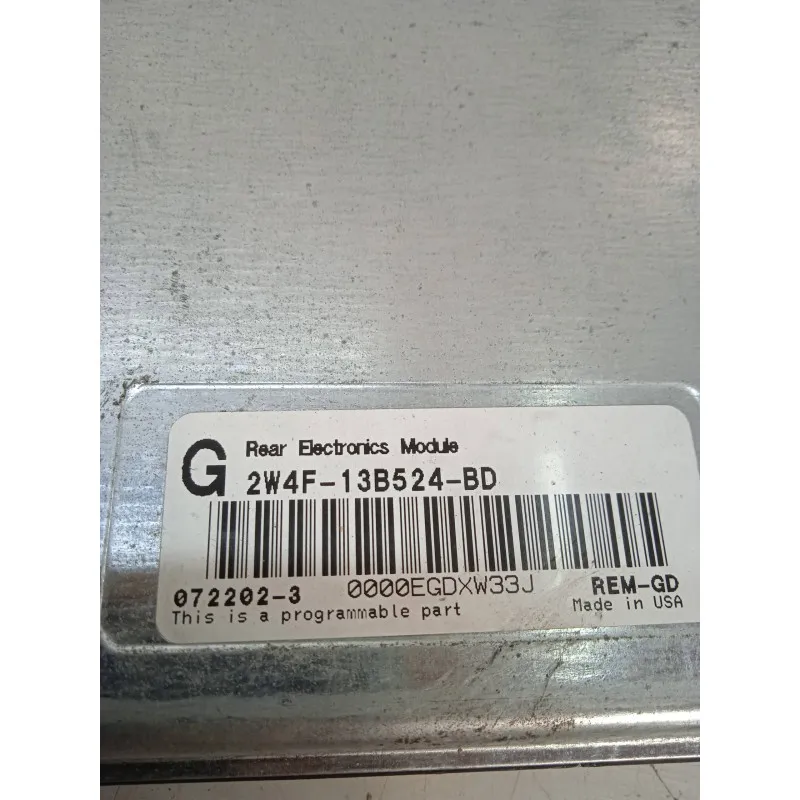 G Rear Electronics Module
2W4F-13B524-BD
072202-3 0000EGDXW33J REM-GD
This is a programmable part Made in USA